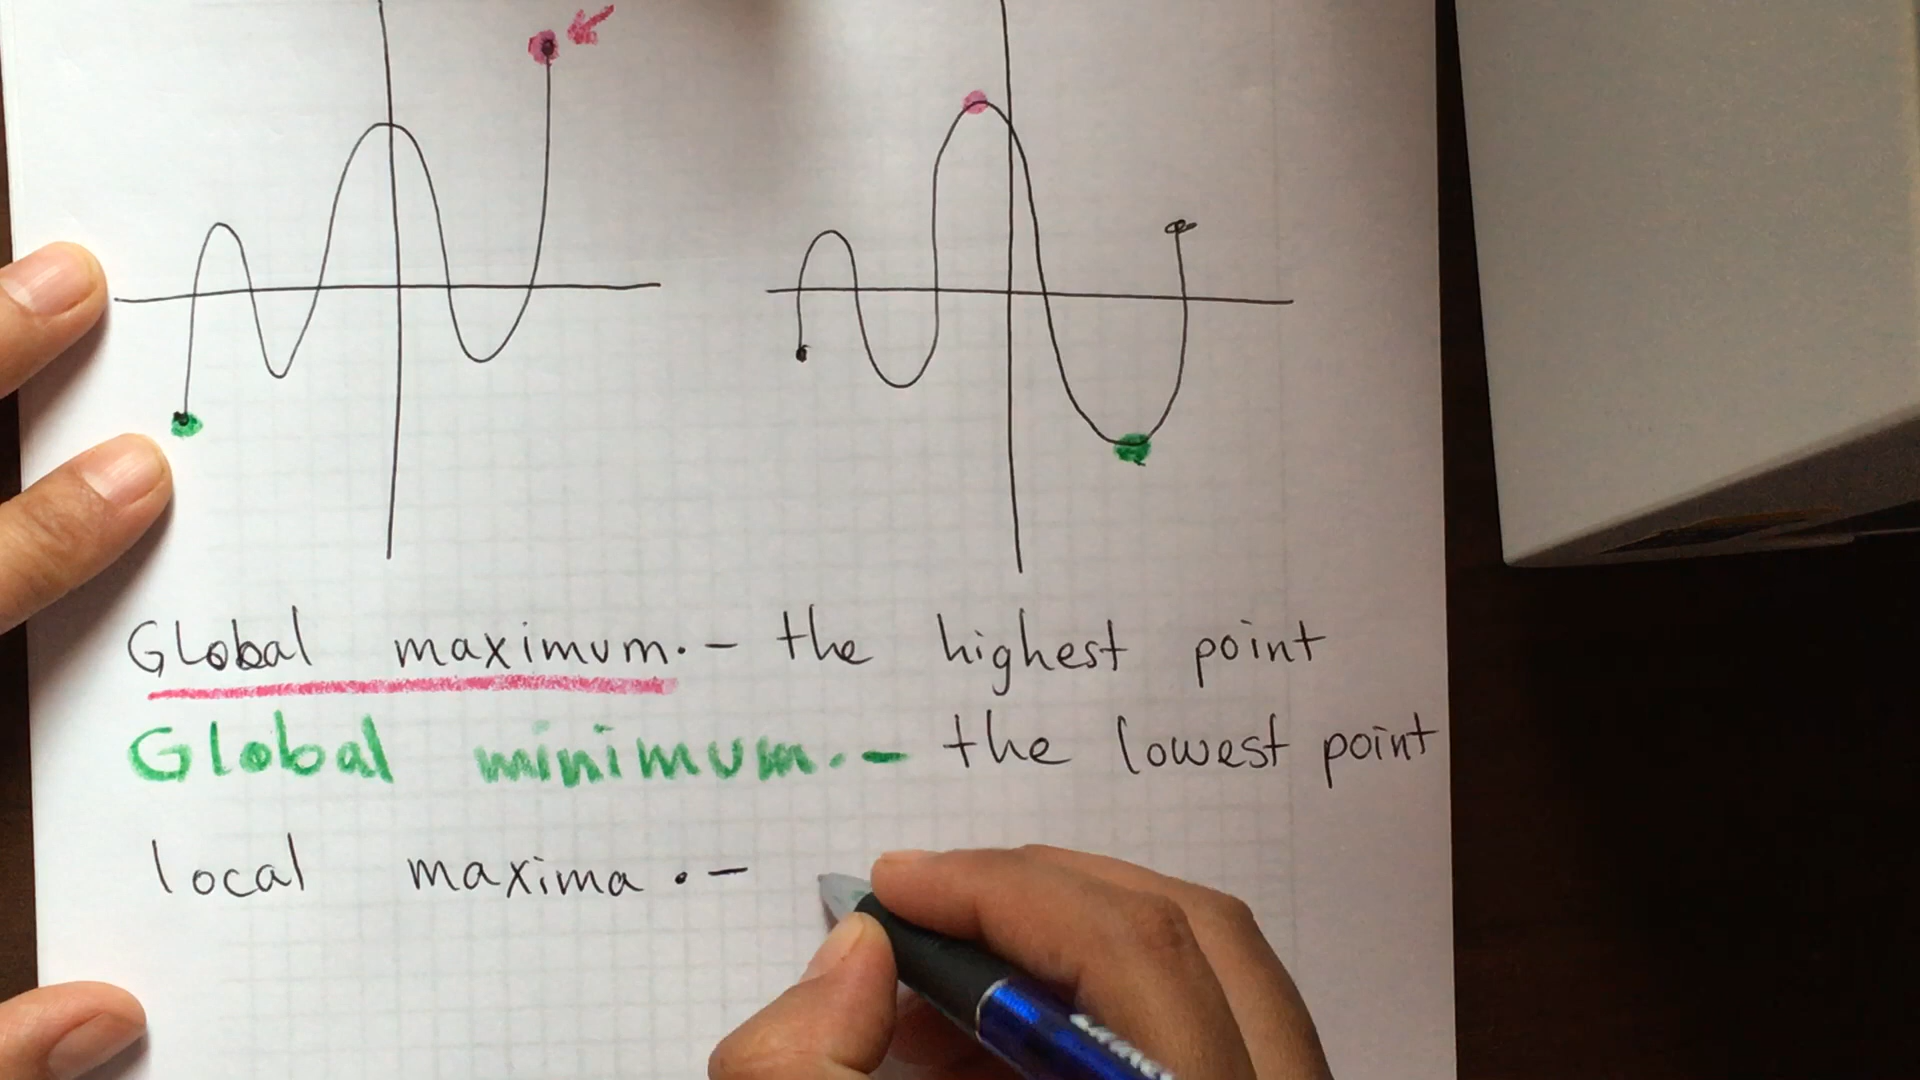 Global maximum.- the highest point
Global minimum.- the lowest point
local maxima.-